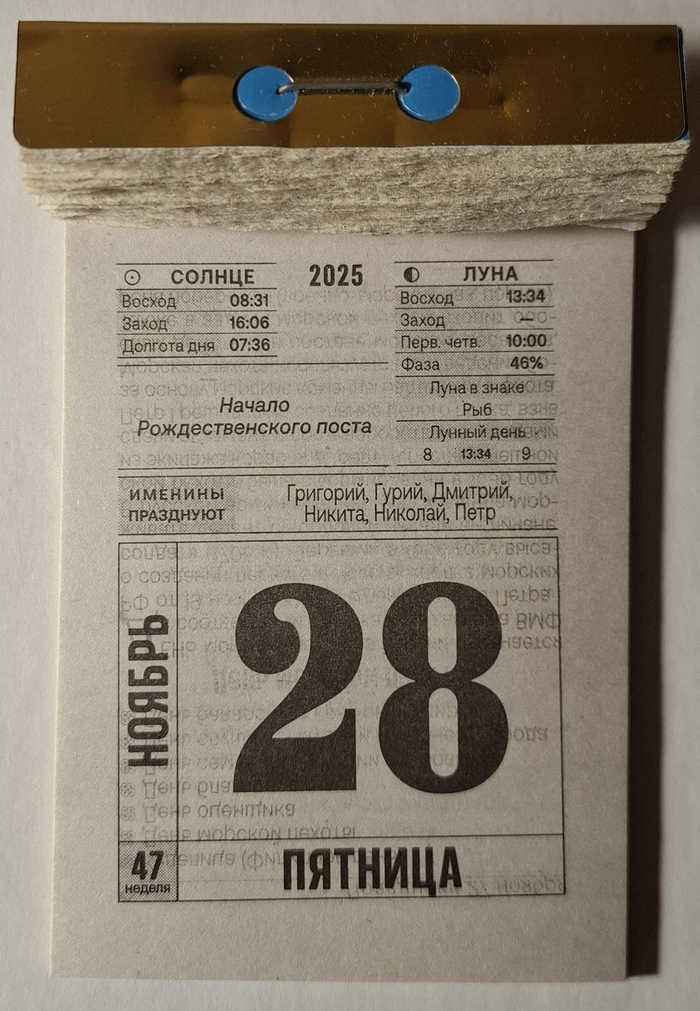 СОЛНЦЕ
Восход 08:31
Заход 16:06
Долгота дня 07:36
2025
ЛУНА
Восход 13:34
Заход —
Перв. четв. 10:00
Фаза 46%
Луна в знаке
Рыб
Лунный день
8 13:34 9
Начало
Рождественского поста
ИМЕНИНЫ
ПРАЗДНУЮТ
Григорий, Гурий, Дмитрий,
Никита, Николай, Петр
НОЯБРЬ
28
47
неделя
ПЯТНИЦА